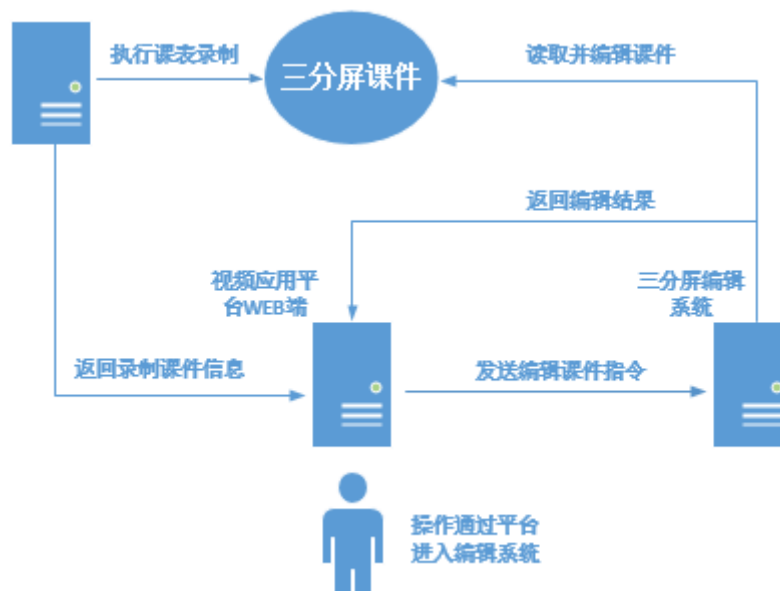 执行课表录制
三分屏课件
读取并编辑课件
返回编辑结果
视频应用平
台WEB端
三分屏编辑
系统
返回录制课件信息
发送编辑课件指令
操作通过平台
进入编辑系统